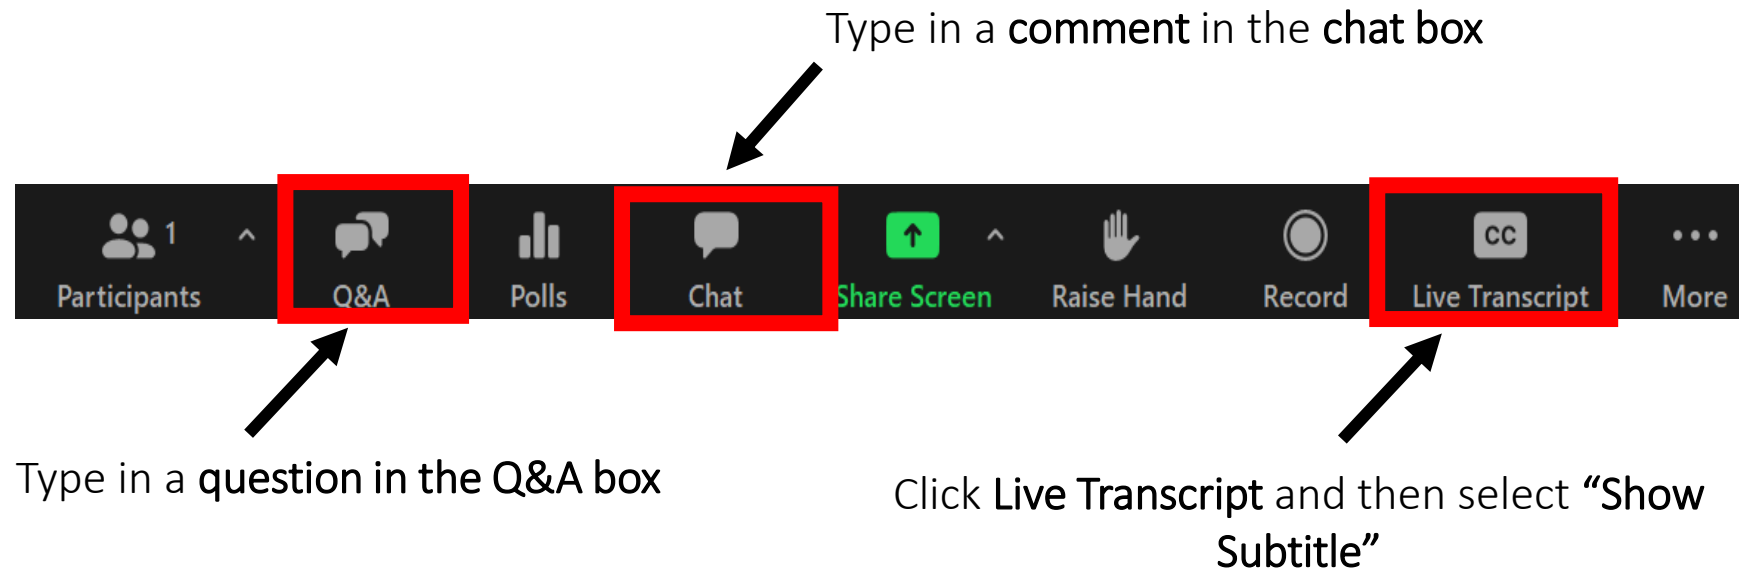 Type in a comment in the chat box
1
Participants
Q&A
Polls
Chat
Share Screen
Raise Hand
Record
CC
Live Transcript
More
Type in a question in the Q&A box
Click Live Transcript and then select “Show
Subtitle”